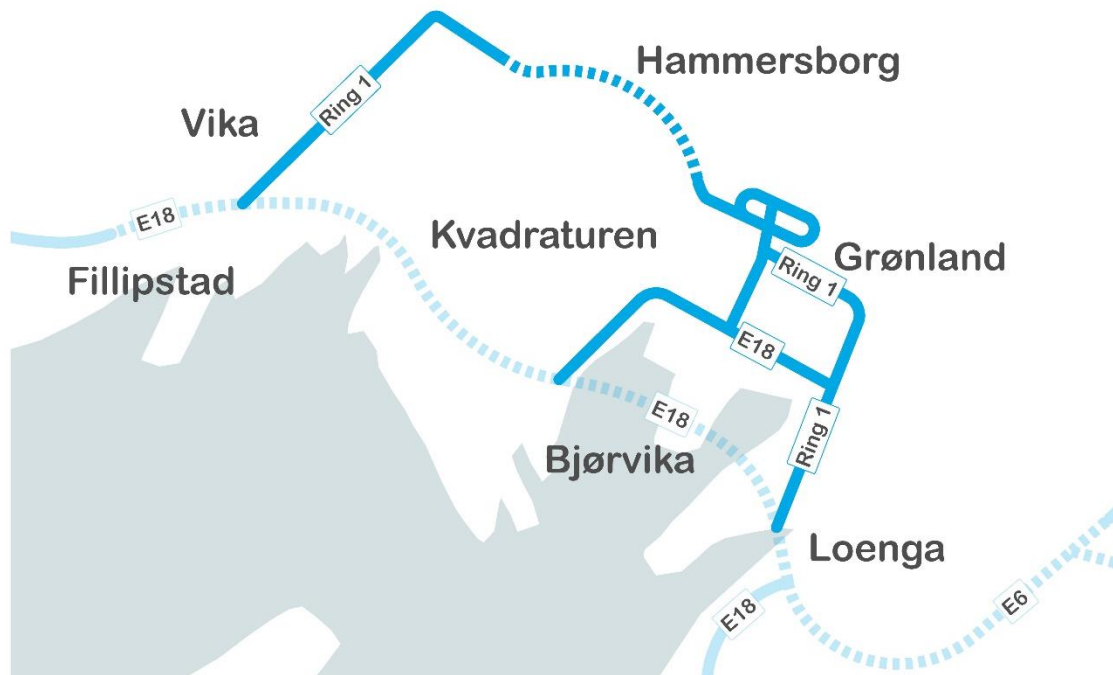 Hammersborg
Ring 1
Vika
E18
Kvadraturen
Grønland
Fillipstad
Ring 1
E18
E18
Ring 1
Bjørvika
Loenga
E6
E18